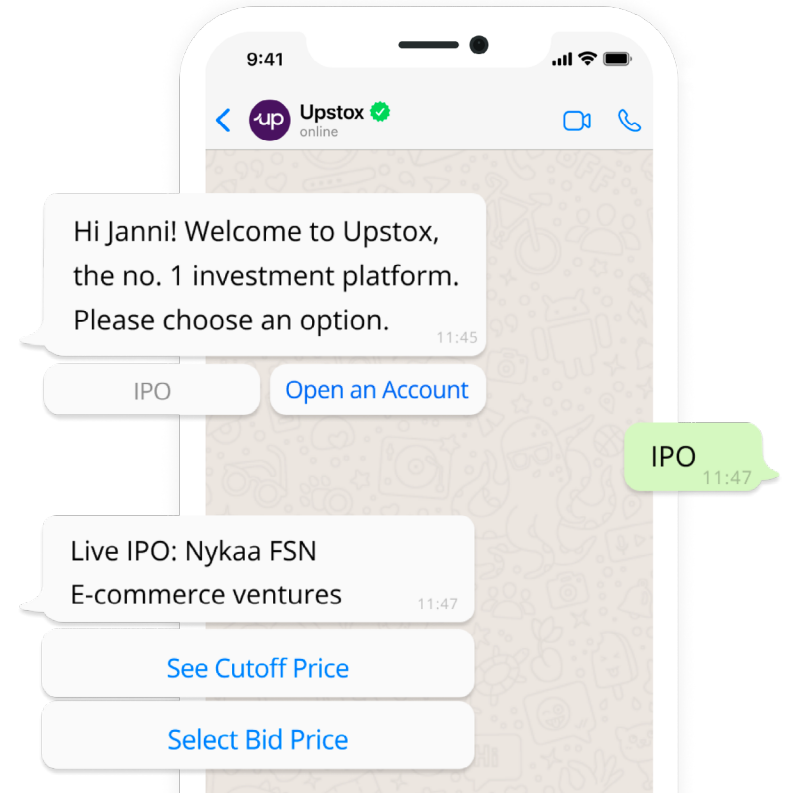 9:41
up
Upstox
online
Hi Janni! Welcome to Upstox,
the no. 1 investment platform.
Please choose an option.
11:45
IPO
Open an Account
IPO
11:47
Live IPO: Nykaa FSN
E-commerce ventures
11:47
See Cutoff Price
Select Bid Price
OFF
Hi